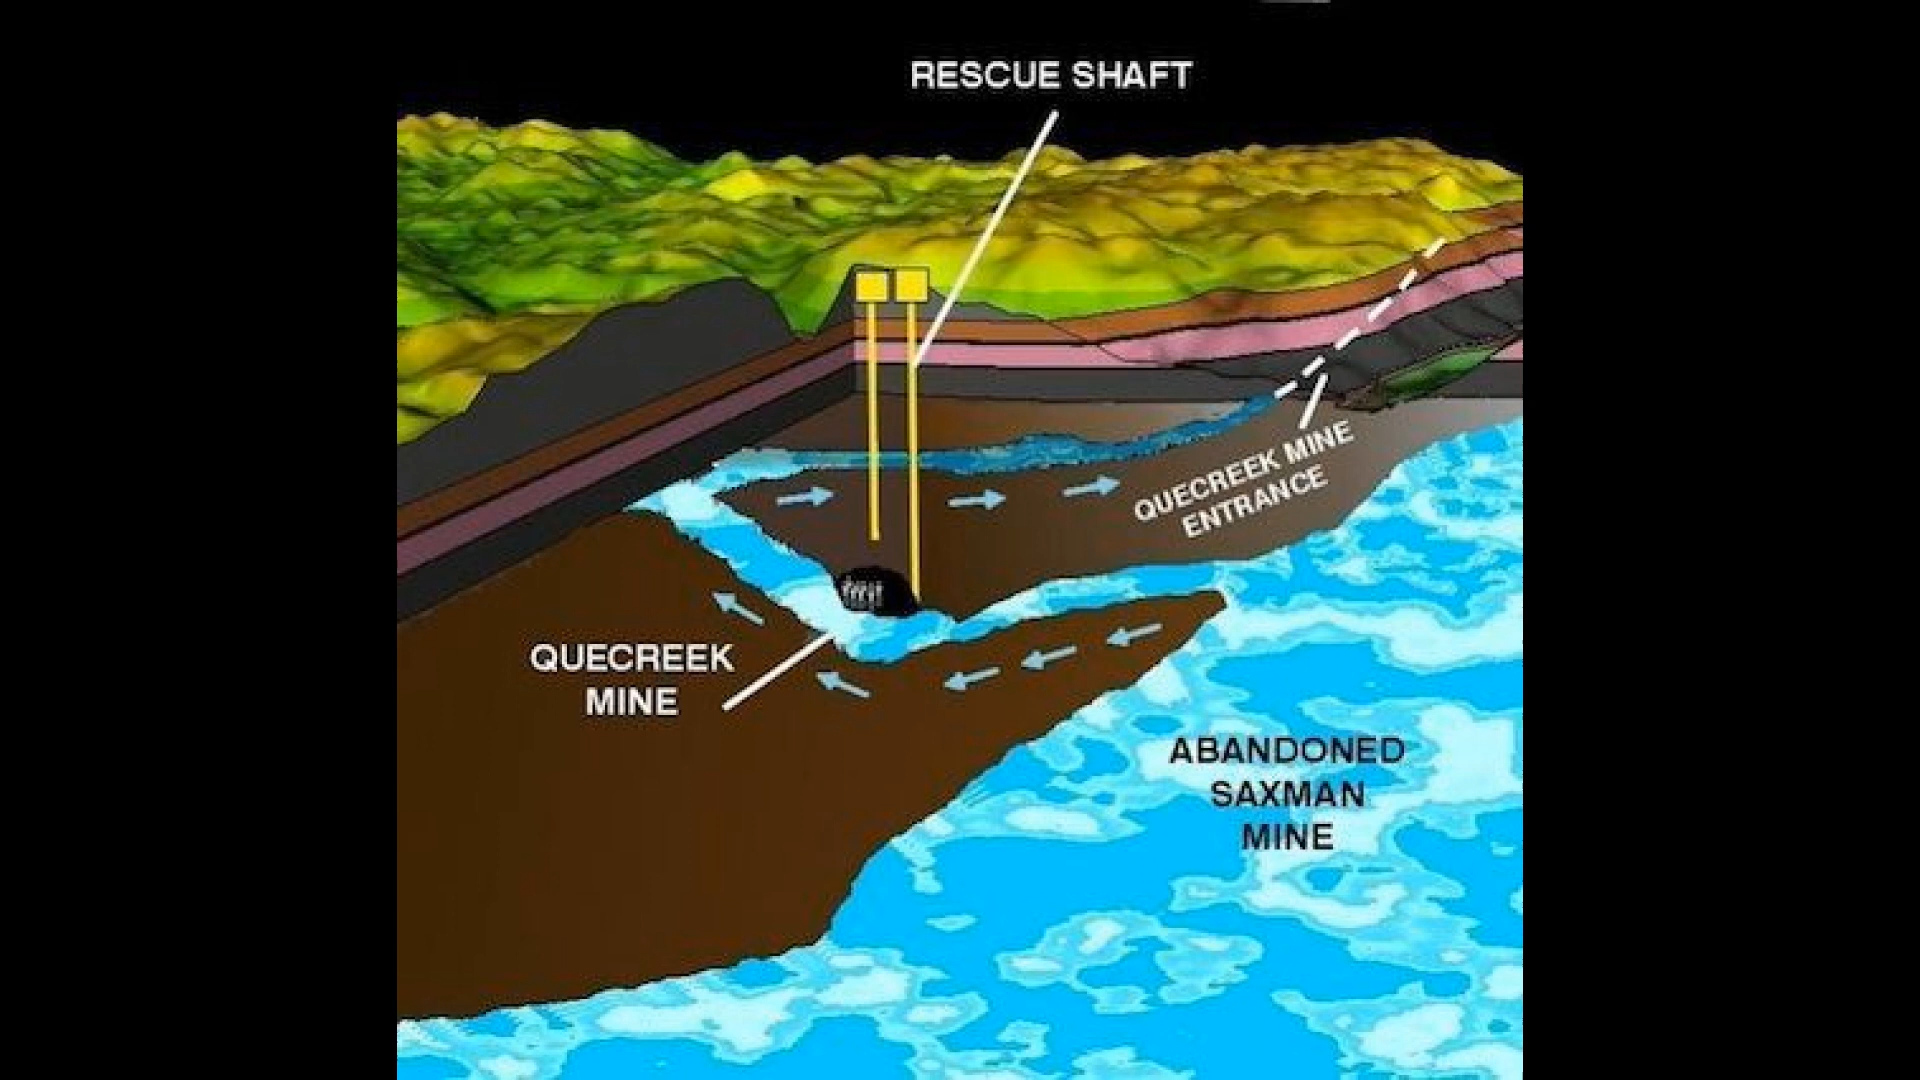 RESCUE SHAFT
QUECREEK MINE
ENTRANCE
QUECREEK
MINE
ABANDONED
SAXMAN
MINE